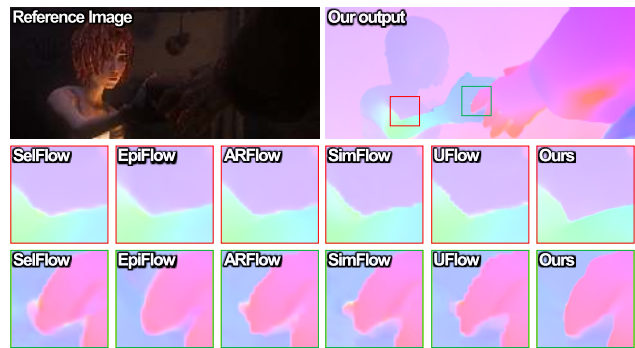 Reference Image
Our output
SelFlow
EpiFlow
ARFlow
SimFlow
UFlow
Ours
SelFlow
EpiFlow
ARFlow
SimFlow
UFlow
Ours